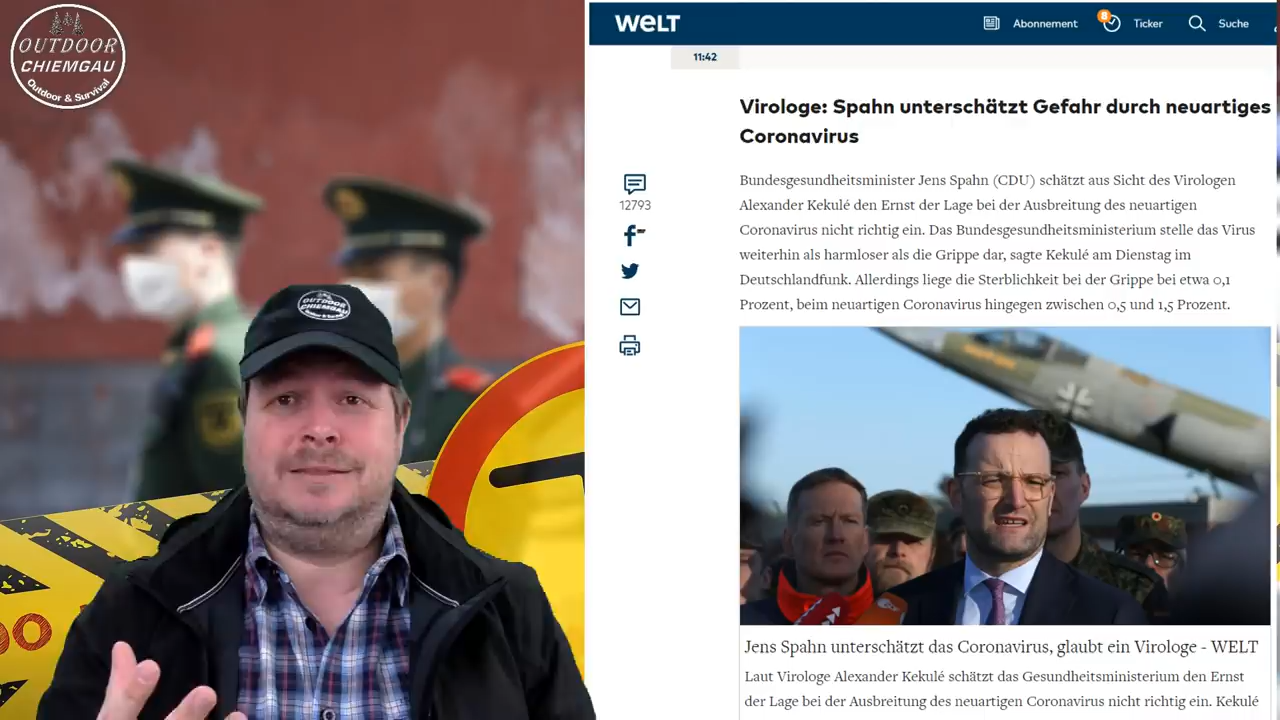 OUTDOOR
CHIEMGAU
Outdoor & Survival
OUTDOOR
CHIEMGAU
WELT
Abonnement
8
Ticker
Suche
11:42
Virologe: Spahn unterschätzt Gefahr durch neuartiges
Coronavirus
12793
Bundesgesundheitsminister Jens Spahn (CDU) schätzt aus Sicht des Virologen
Alexander Kekulé den Ernst der Lage bei der Ausbreitung des neuartigen
Coronavirus nicht richtig ein. Das Bundesgesundheitsministerium stelle das Virus
weiterhin als harmloser als die Grippe dar, sagte Kekulé am Dienstag im
Deutschlandfunk. Allerdings liege die Sterblichkeit bei der Grippe bei etwa 0,1
Prozent, beim neuartigen Coronavirus hingegen zwischen 0,5 und 1,5 Prozent.
Jens Spahn unterschätzt das Coronavirus, glaubt ein Virologe - WELT
Laut Virologe Alexander Kekulé schätzt das Gesundheitsministerium den Ernst
der Lage bei der Ausbreitung des neuartigen Coronavirus nicht richtig ein. Kekulé